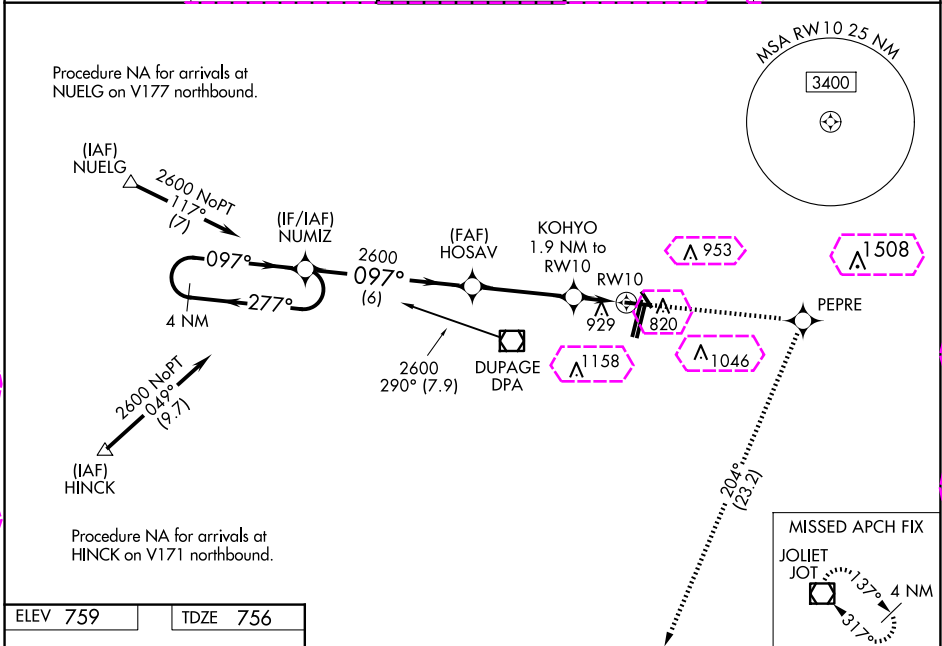 MSA RW10 25 NM
3400
Procedure NA for arrivals at
NUELG on V177 northbound.
(IAF)
NUELG
2600 NoPT
117°
(7)
(IF/IAF)
NUMIZ
097°
277°
4 NM
2600
097°
(6)
(FAF)
HOSAV
KOHYO
1.9 NM to
RW10
RW10
953
1508
929
820
PEPRE
1158
1046
2600
290° (7.9)
DUPAGE
DPA
2600 NoPT
049°
(9.7)
(IAF)
HINCK
204°
(23.2)
Procedure NA for arrivals at
HINCK on V171 northbound.
MISSED APCH FIX
JOLIET
JOT
137°
4 NM
317°
ELEV 759
TDZE 756